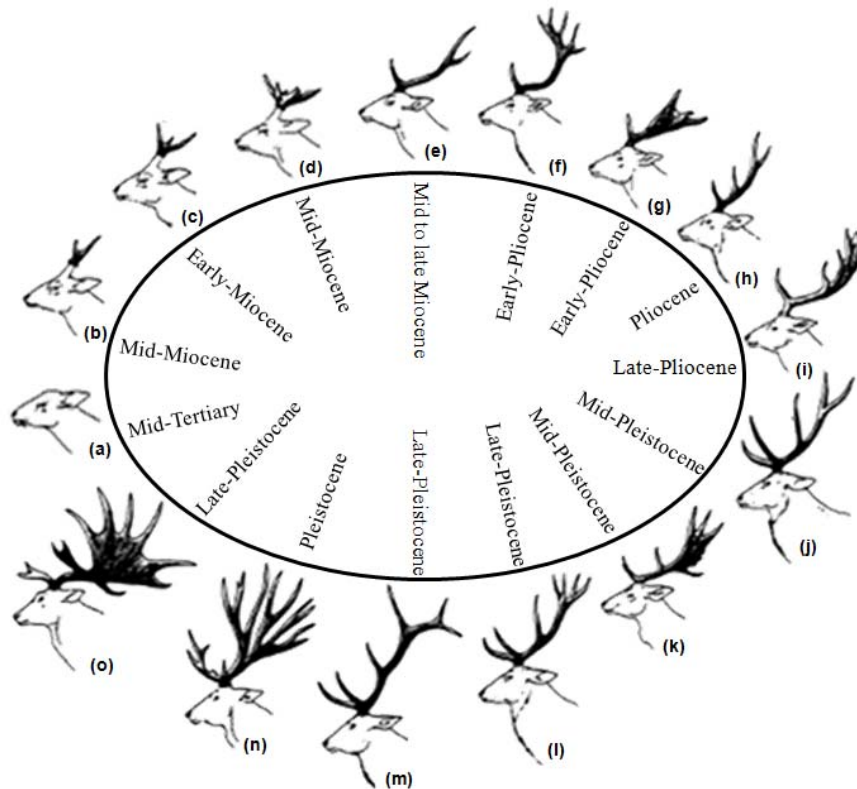 (a)
Mid-Tertiary
(b)
Mid-Miocene
(c)
Early-Miocene
(d)
Mid-Miocene
(e)
Mid to late Miocene
(f)
Early-Pliocene
(g)
Early-Pliocene
(h)
Pliocene
(i)
Late-Pliocene
(j)
Mid-Pleistocene
(k)
Mid-Pleistocene
(l)
Late-Pleistocene
(m)
Late-Pleistocene
(n)
Pleistocene
(o)
Late-Pleistocene